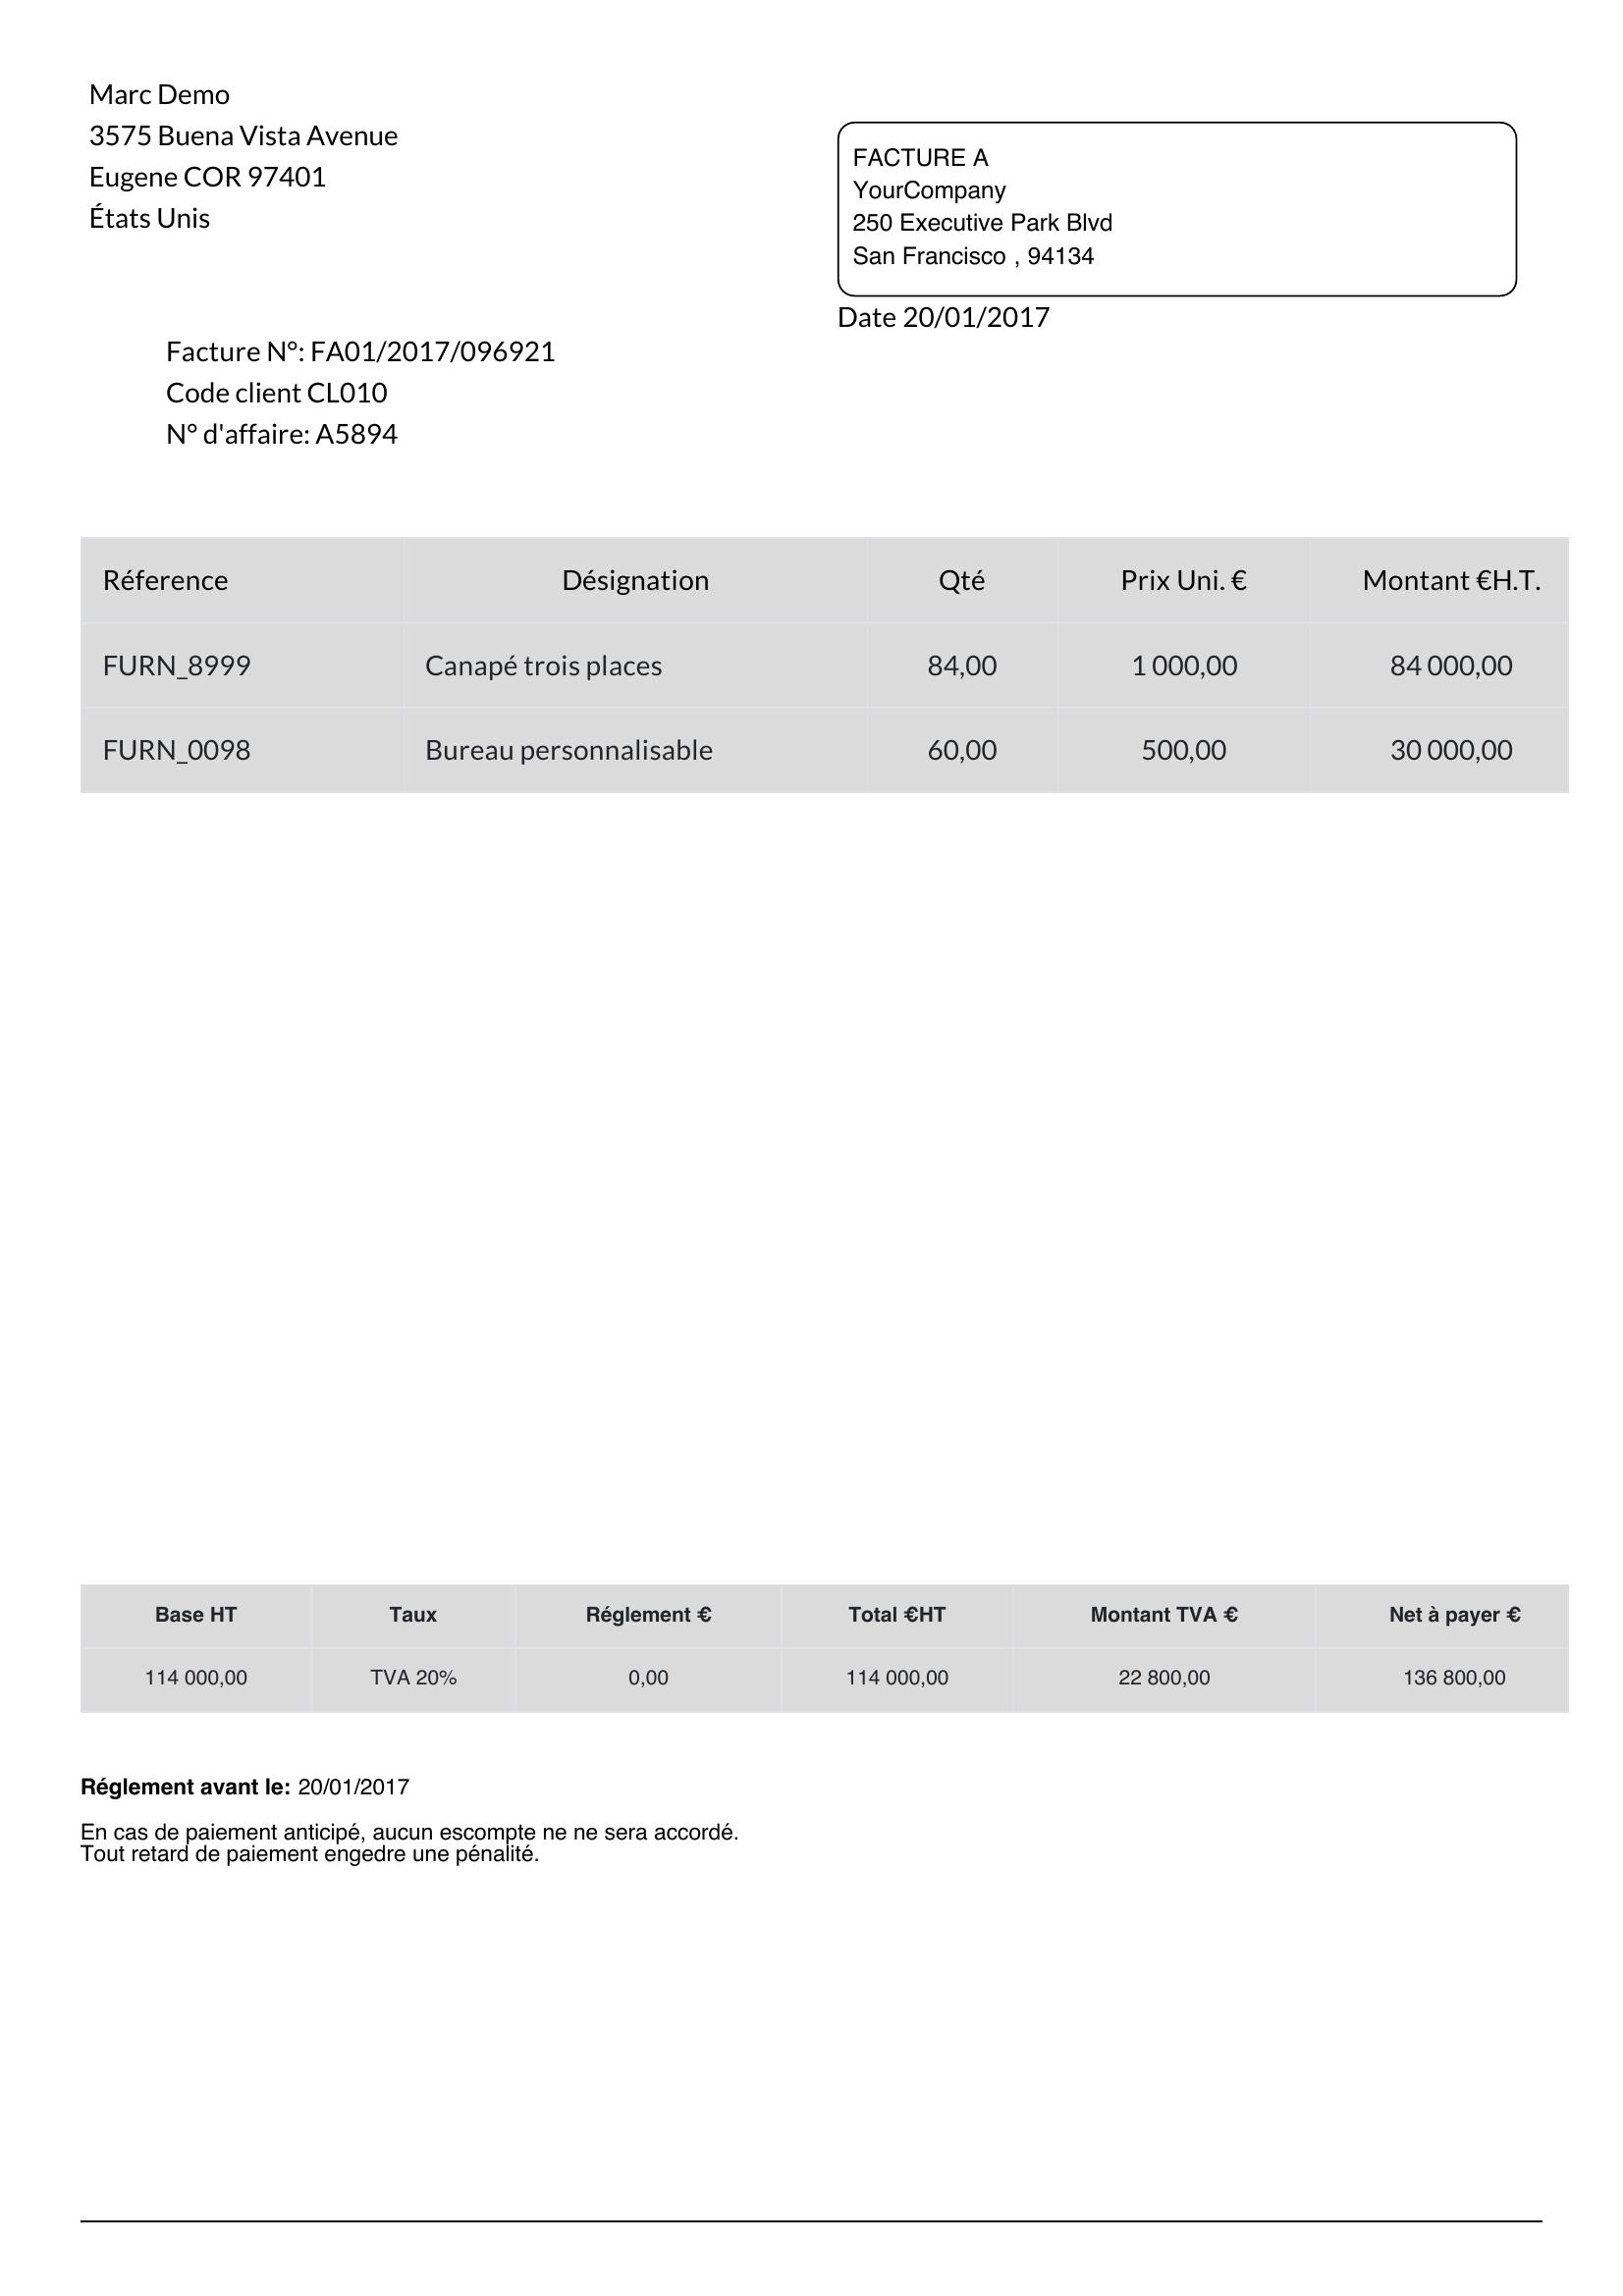 Marc Demo
3575 Buena Vista Avenue
Eugene COR 97401
États Unis
FACTURE A
YourCompany
250 Executive Park Blvd
San Francisco , 94134
Date 20/01/2017
Facture N°: FA01/2017/096921
Code client CL010
N° d'affaire: A5894
Réference Désignation Qté Prix Uni. € Montant €H.T.
FURN_8999 Canapé trois places 84,00 1 000,00 84 000,00
FURN_0098 Bureau personnalisable 60,00 500,00 30 000,00
Base HT Taux Réglement € Total €HT Montant TVA € Net à payer €
114 000,00 TVA 20% 0,00 114 000,00 22 800,00 136 800,00
Réglement avant le: 20/01/2017
En cas de paiement anticipé, aucun escompte ne ne sera accordé.
Tout retard de paiement engedre une pénalité.